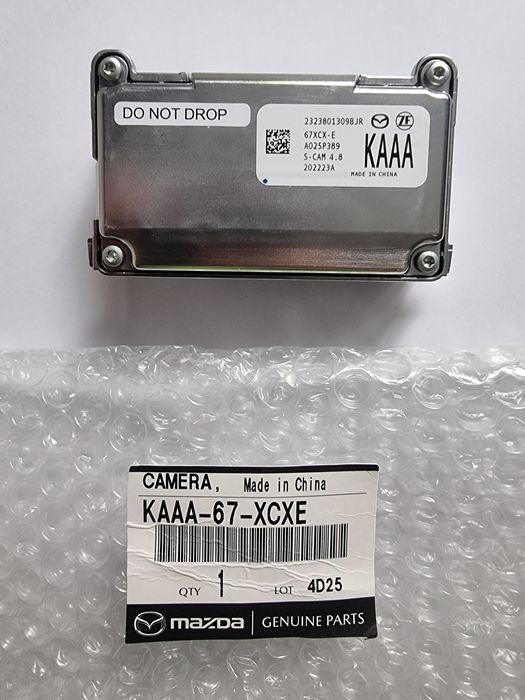 DO NOT DROP
2323801309BJR
ZF
67XCX-E
A025P389
S-CAM 4.8
202223A
KAAA
MADE IN CHINA
CAMERA, Made in China
KAAA-67-XCXE
QTY 1 LOT 4D25
mazda GENUINE PARTS